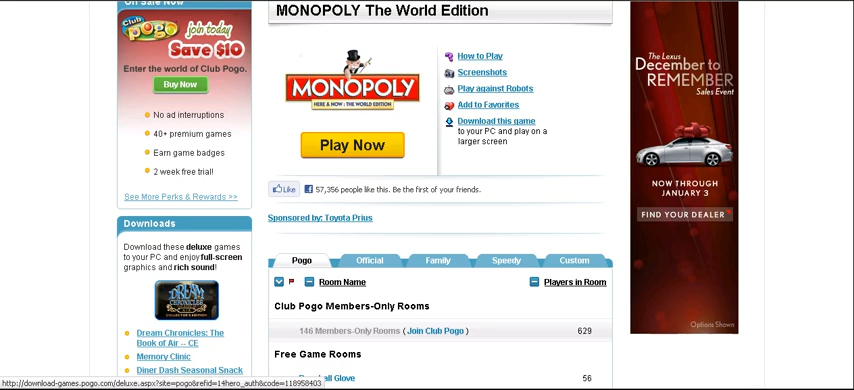 On Sale Now
Club pogo join today
Save $10
Enter the world of Club Pogo.
Buy Now
No ad interruptions
40+ premium games
Earn game badges
2 week free trial!
See More Perks & Rewards >>
Downloads
Download these deluxe games
to your PC and enjoy full-screen
graphics and rich sound!
DREAM
CHRONICLES
COLLECTOR'S EDITION
Dream Chronicles: The
Book of Air -- CE
Memory Clinic
Diner Dash Seasonal Snack
MONOPOLY The World Edition
MONOPOLY
HERE & NOW : THE WORLD EDITION
Play Now
How to Play
Screenshots
Play against Robots
Add to Favorites
Download this game
to your PC and play on a
larger screen
Like
57,356 people like this. Be the first of your friends.
Sponsored by: Toyota Prius
Pogo
Official
Family
Speedy
Custom
Room Name
Players in Room
Club Pogo Members-Only Rooms
146 Members-Only Rooms ( Join Club Pogo )
629
Free Game Rooms
Baseball Glove
56
The Lexus
December to
REMEMBER
Sales Event
NOW THROUGH
JANUARY 3
FIND YOUR DEALER
Options Shown
http://download-games.pogo.com/deluxe.aspx?site=pogo&refid=14hero_auth&code=118958403